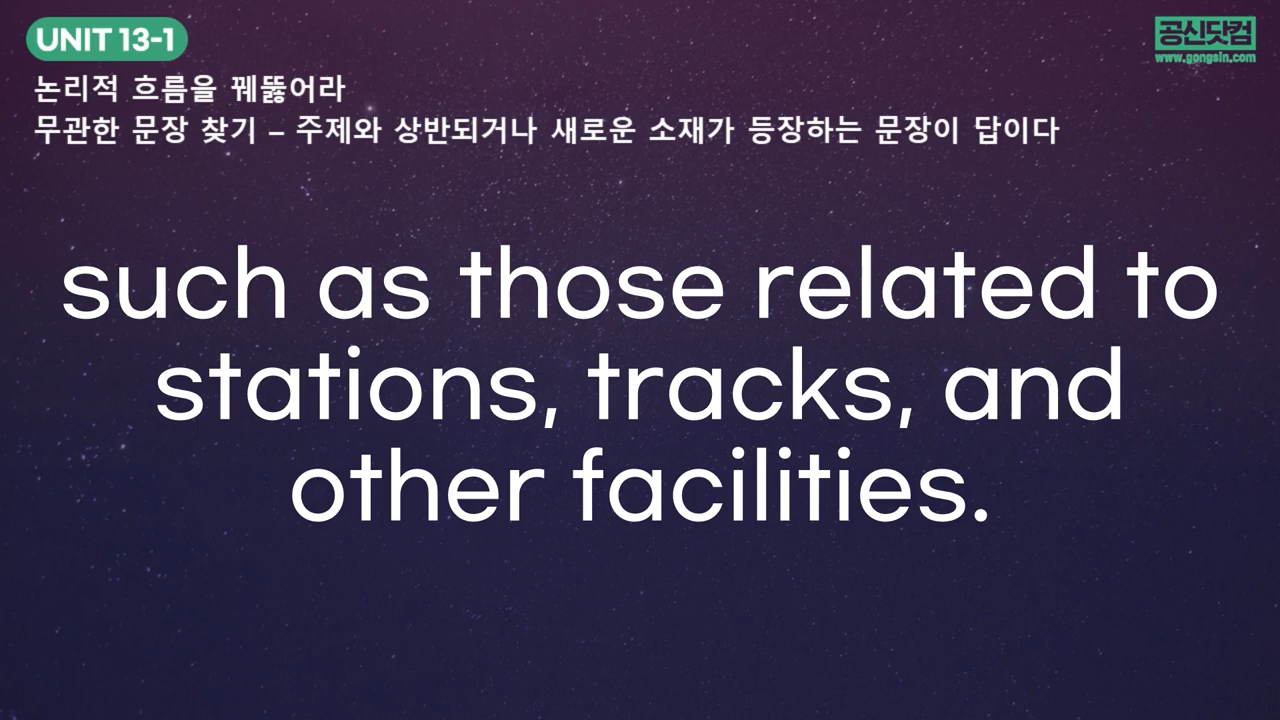 UNIT 13-1
공신닷컴
www.gongsin.com
논리적 흐름을 꿰뚫어라
무관한 문장 찾기 – 주제와 상반되거나 새로운 소재가 등장하는 문장이 답이다
such as those related to
stations, tracks, and
other facilities.